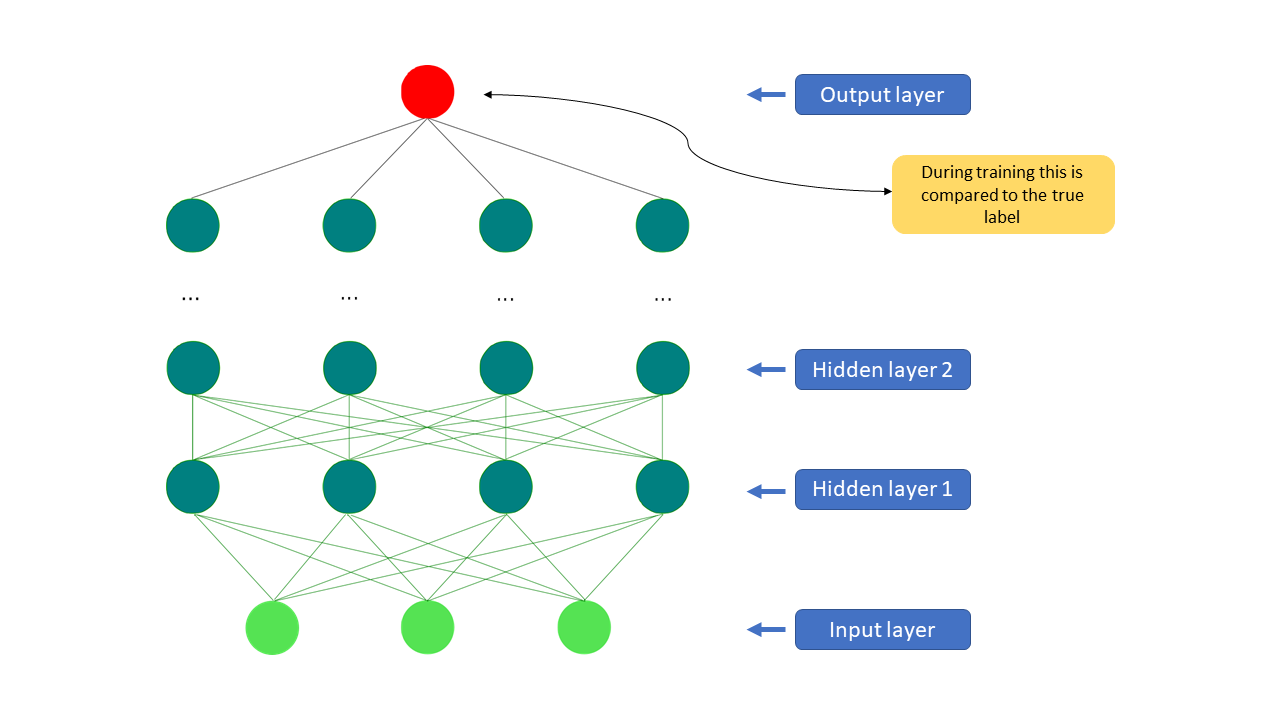 Output layer
During training this is
compared to the true
label
... ... ... ...
Hidden layer 2
Hidden layer 1
Input layer